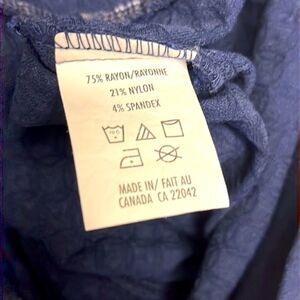 75% RAYON/RAYONNE
21% NYLON
4% SPANDEX
MADE IN/ FAIT AU
CANADA CA 22042